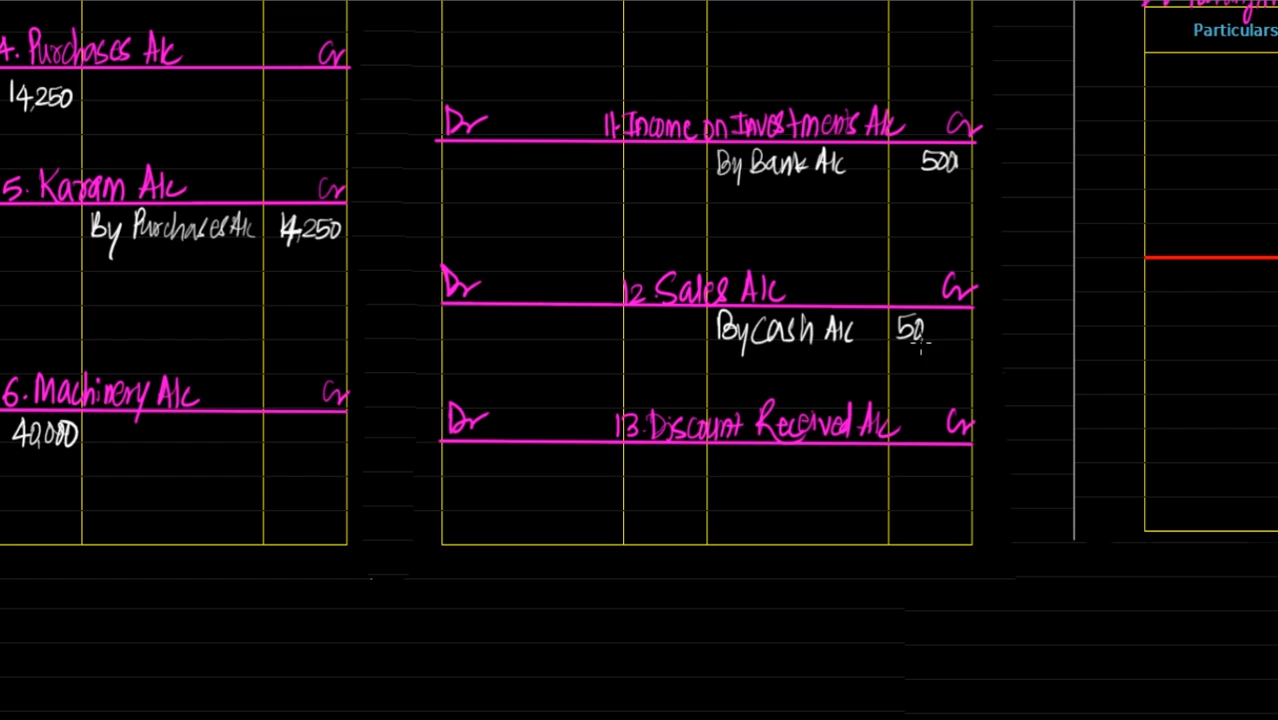 4. Purchases A/c Cr
14,250
5. Karam A/c Cr
By Purchases A/c 14,250
6. Machinery A/c Cr
40,000
Dr 11. Income on Investments A/c Cr
By Bank A/c 500
Dr 12. Sales A/c Cr
By Cash A/c 50
Dr 13. Discount Received A/c Cr
Particulars